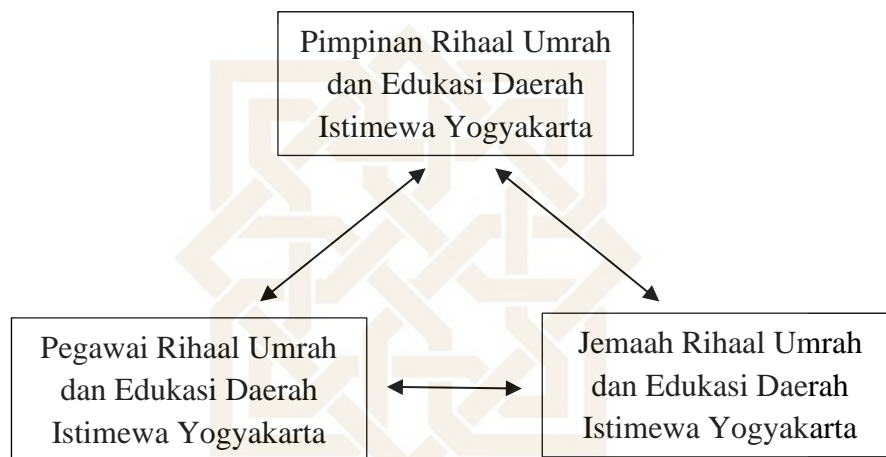 Pimpinan Rihaal Umrah
dan Edukasi Daerah
Istimewa Yogyakarta
Pegawai Rihaal Umrah
dan Edukasi Daerah
Istimewa Yogyakarta
Jemaah Rihaal Umrah
dan Edukasi Daerah
Istimewa Yogyakarta